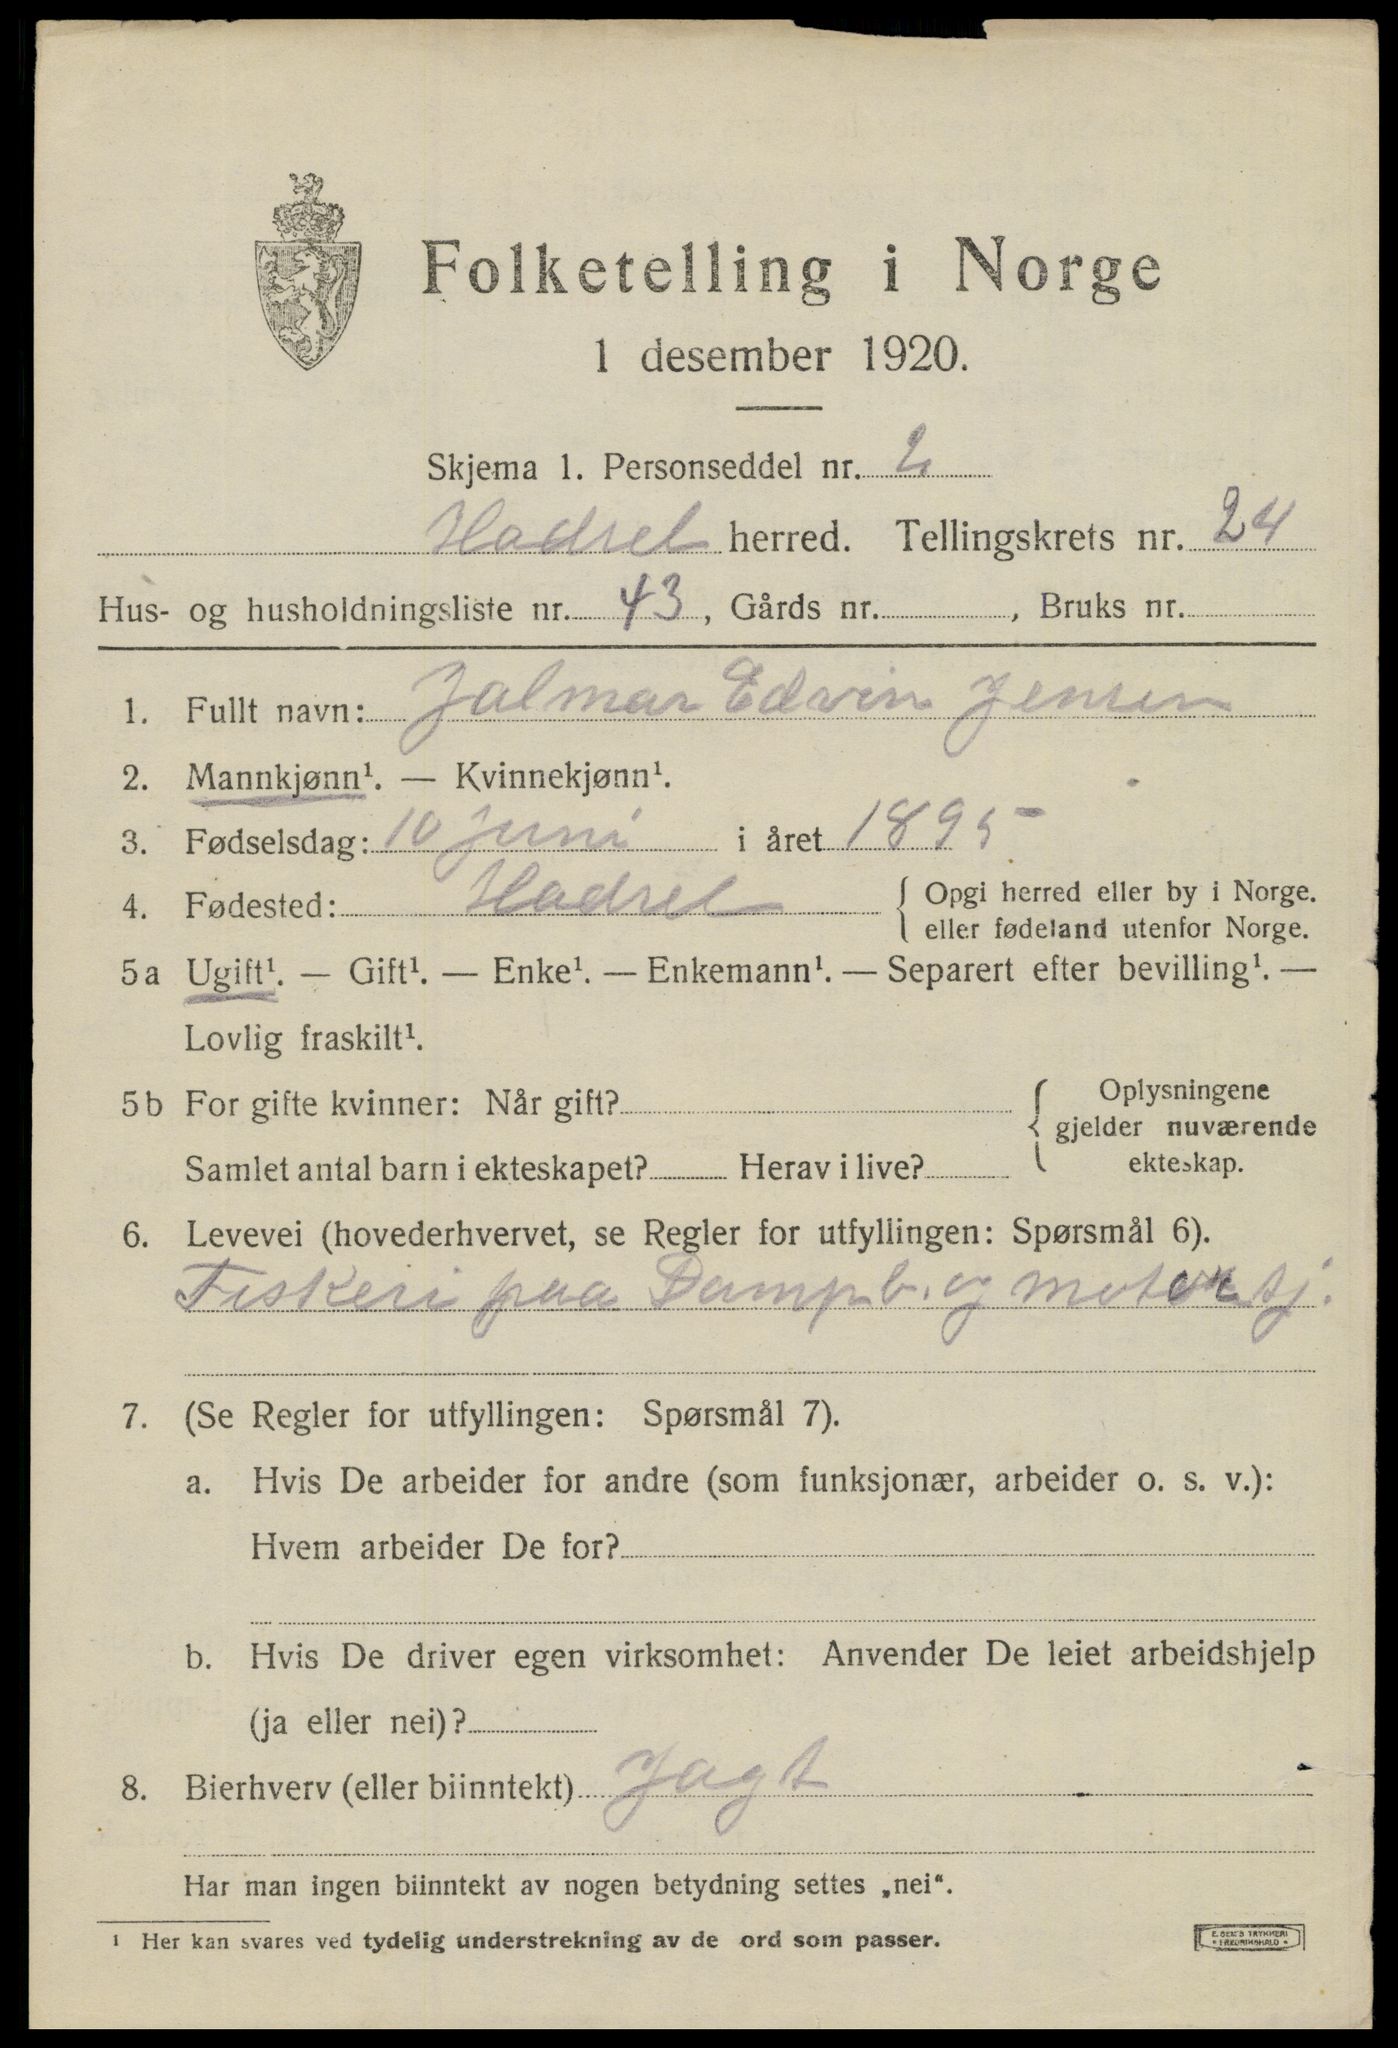 Folketelling i Norge
1 desember 1920.
Skjema 1. Personseddel nr. 2
Hadsel herred. Tellingskrets nr. 24
Hus- og husholdningsliste nr. 43, Gårds nr. , Bruks nr.
1. Fullt navn: Jalmar Edvin Jensen
2. Mannkjønn¹. — Kvinnekjønn¹.
3. Fødselsdag: 10 juni i året 1895
4. Fødested: Hadsel { Opgi herred eller by i Norge.
eller fødeland utenfor Norge.
5a Ugift¹. — Gift¹. — Enke¹. — Enkemann¹. — Separert efter bevilling¹. —
Lovlig fraskilt¹.
5b For gifte kvinner: Når gift? { Oplysningene
gjelder nuværende
Samlet antal barn i ekteskapet? Herav i live? ekteskap.
6. Levevei (hovederhvervet, se Regler for utfyllingen: Spørsmål 6).
Fiskeri paa Dampb. og motor
7. (Se Regler for utfyllingen: Spørsmål 7).
a. Hvis De arbeider for andre (som funksjonær, arbeider o. s. v.):
Hvem arbeider De for?
b. Hvis De driver egen virksomhet: Anvender De leiet arbeidshjelp
(ja eller nei)?
8. Bierhverv (eller biinntekt) Jagt
Har man ingen biinntekt av nogen betydning settes „nei“.
¹ Her kan svares ved tydelig understrekning av de ord som passer.
E. SEM'S TRYKKERI
• FREDRIKSHALD •